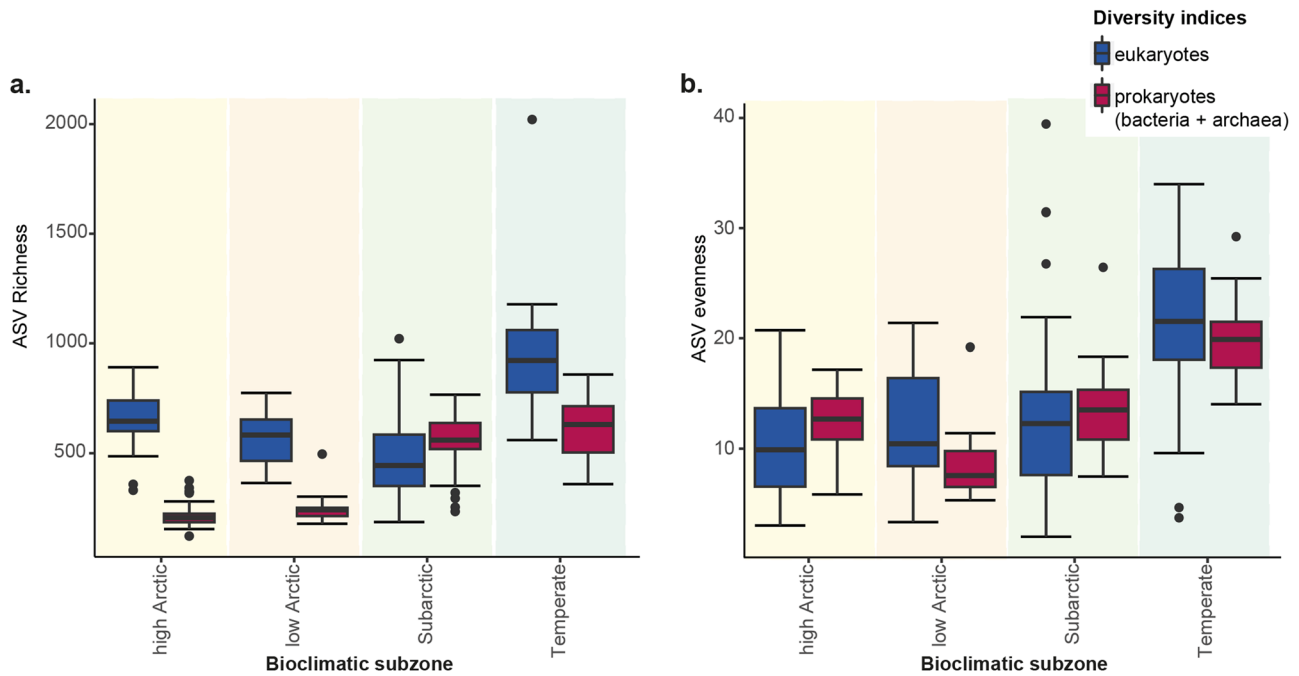 Diversity indices
eukaryotes
prokaryotes
(bacteria + archaea)
a.
2000
1500
1000
500
ASV Richness
high Arctic
low Arctic
Subarctic
Temperate
Bioclimatic subzone
b.
40
30
20
10
ASV evenness
high Arctic
low Arctic
Subarctic
Temperate
Bioclimatic subzone